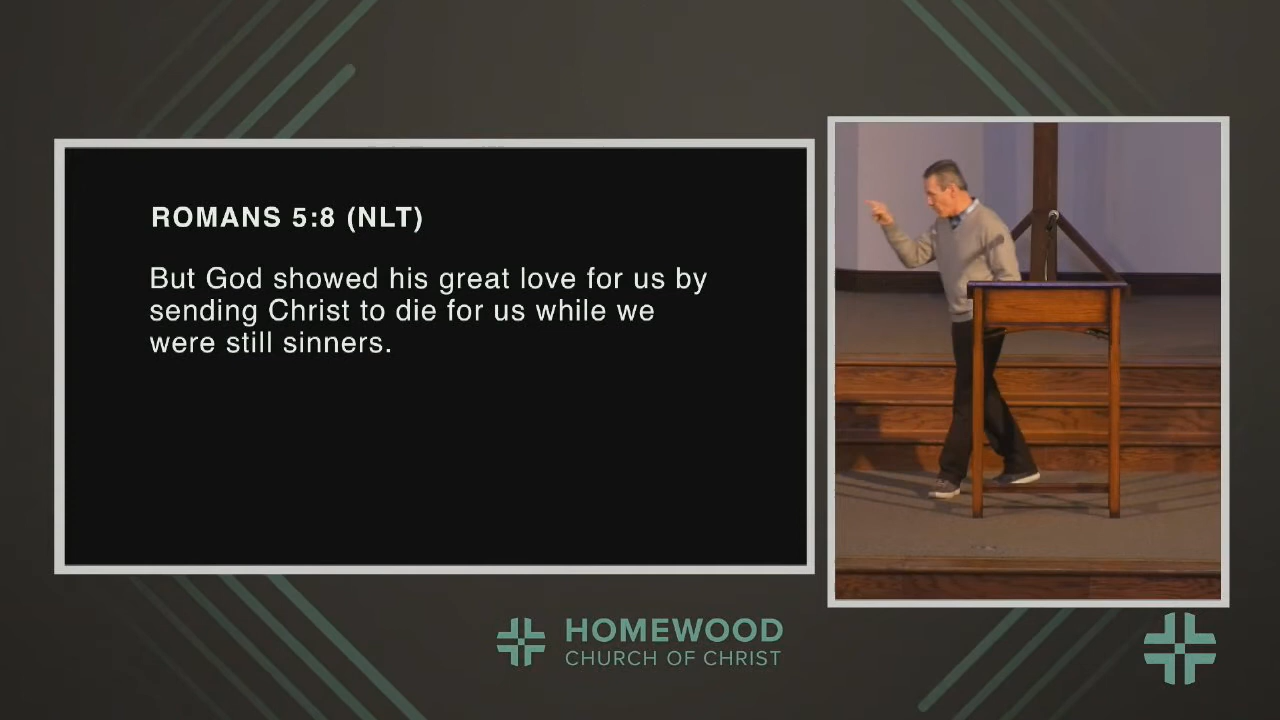 ROMANS 5:8 (NLT)
But God showed his great love for us by
sending Christ to die for us while we
were still sinners.
HOMEWOOD
CHURCH OF CHRIST